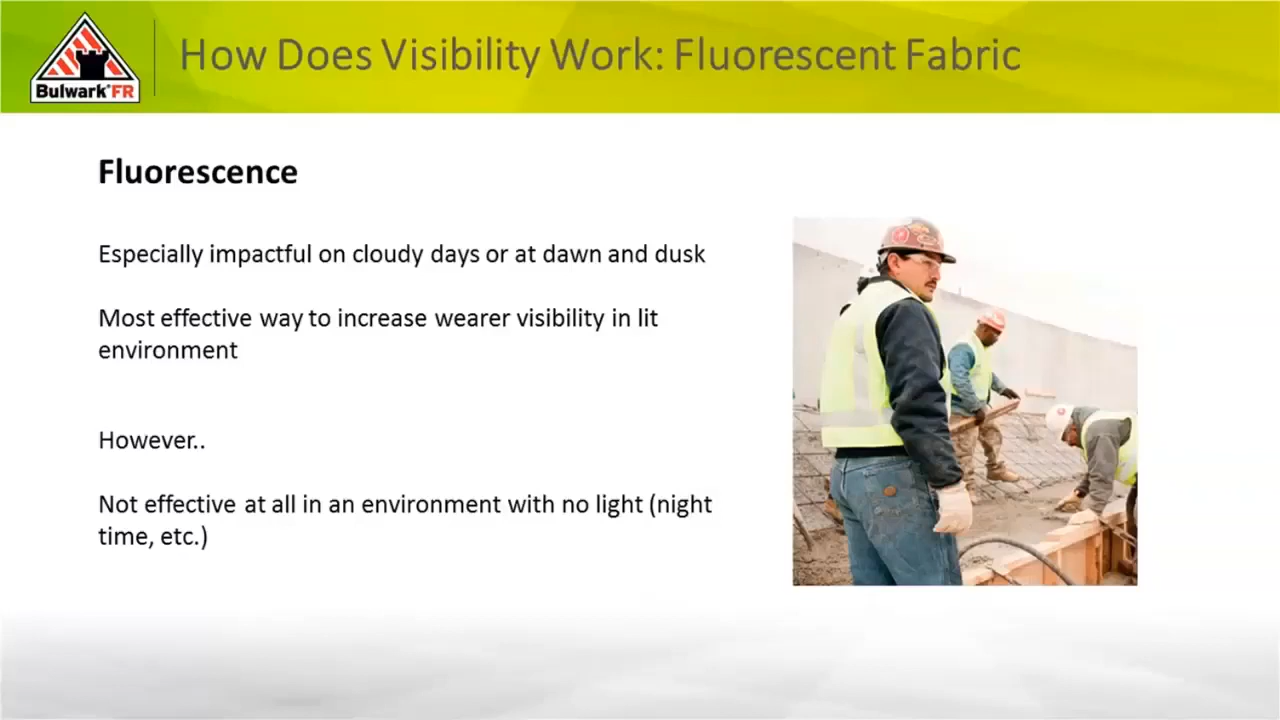 How Does Visibility Work: Fluorescent Fabric
Bulwark® FR
Fluorescence
Especially impactful on cloudy days or at dawn and dusk
Most effective way to increase wearer visibility in lit
environment
However..
Not effective at all in an environment with no light (night
time, etc.)